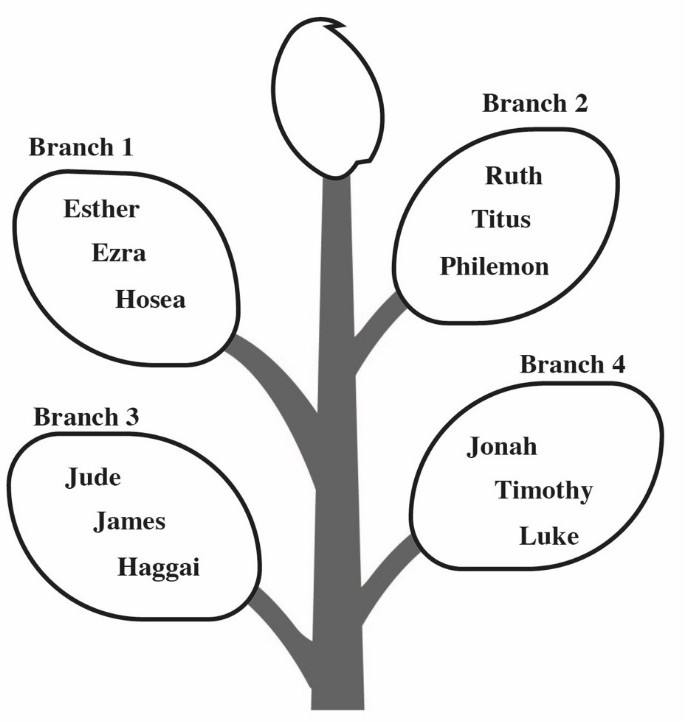 Branch 1
Esther
Ezra
Hosea
Branch 2
Ruth
Titus
Philemon
Branch 3
Jude
James
Haggai
Branch 4
Jonah
Timothy
Luke